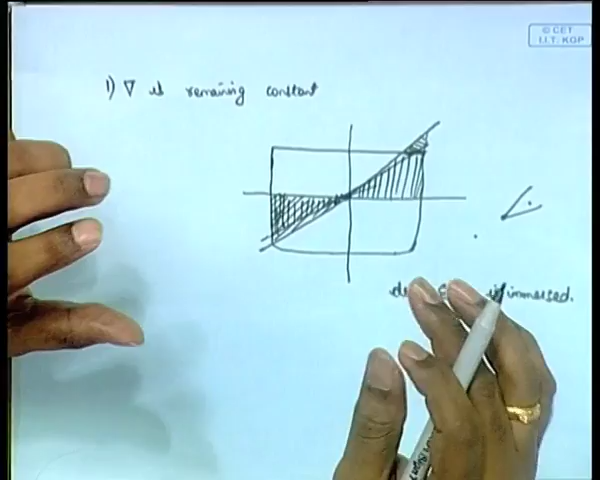 © CET
I.I.T. KGP
1) ∇ is remaining constant
immersed.